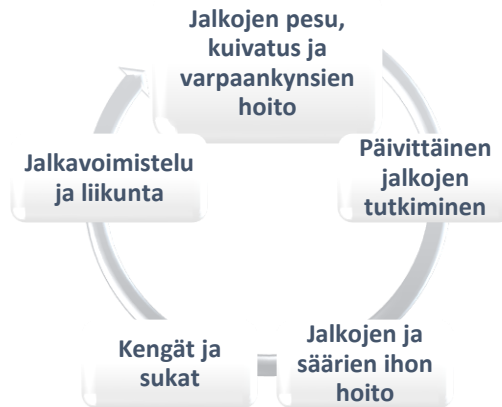 Jalkojen pesu,
kuivatus ja
varpaankynsien
hoito
Päivittäinen
jalkojen
tutkiminen
Jalkojen ja
säärien ihon
hoito
Kengät ja
sukat
Jalkavoimistelu
ja liikunta